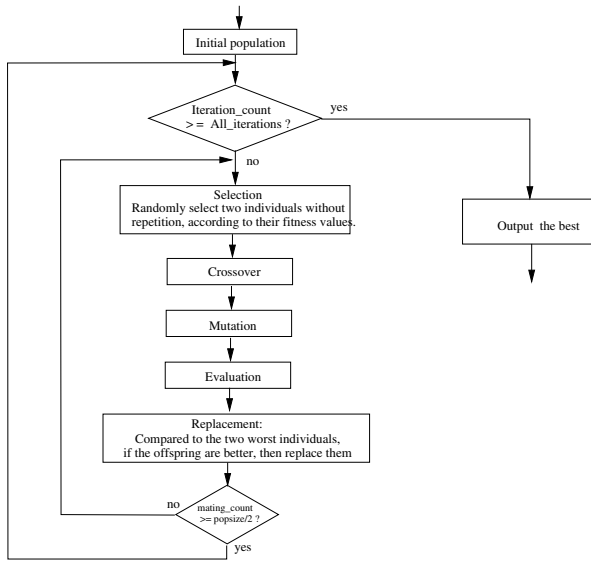 Initial population
Iteration_count
>= All_iterations ?
yes
no
Selection
Randomly select two individuals without
repetition, according to their fitness values.
Output the best
Crossover
Mutation
Evaluation
Replacement:
Compared to the two worst individuals,
if the offspring are better, then replace them
no
mating_count
>= popsize/2 ?
yes